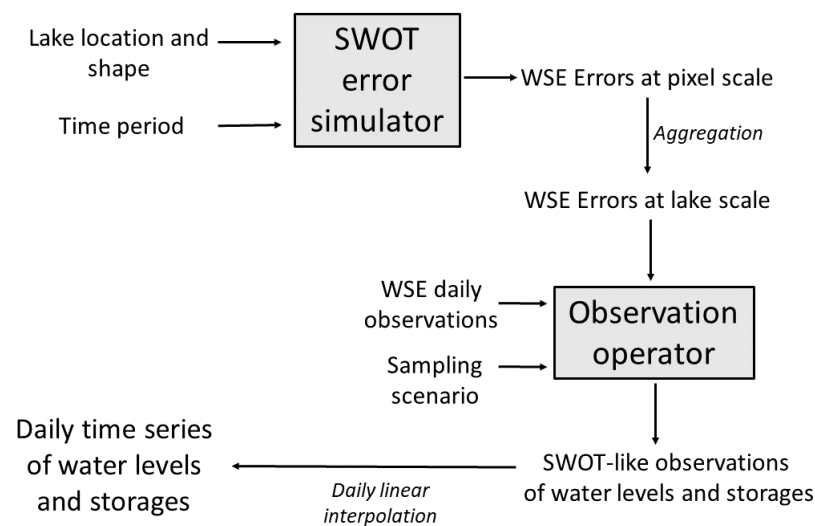 Lake location and
shape
Time period
SWOT
error
simulator
WSE Errors at pixel scale
Aggregation
WSE Errors at lake scale
WSE daily
observations
Sampling
scenario
Observation
operator
SWOT-like observations
of water levels and storages
Daily linear
interpolation
Daily time series
of water levels
and storages